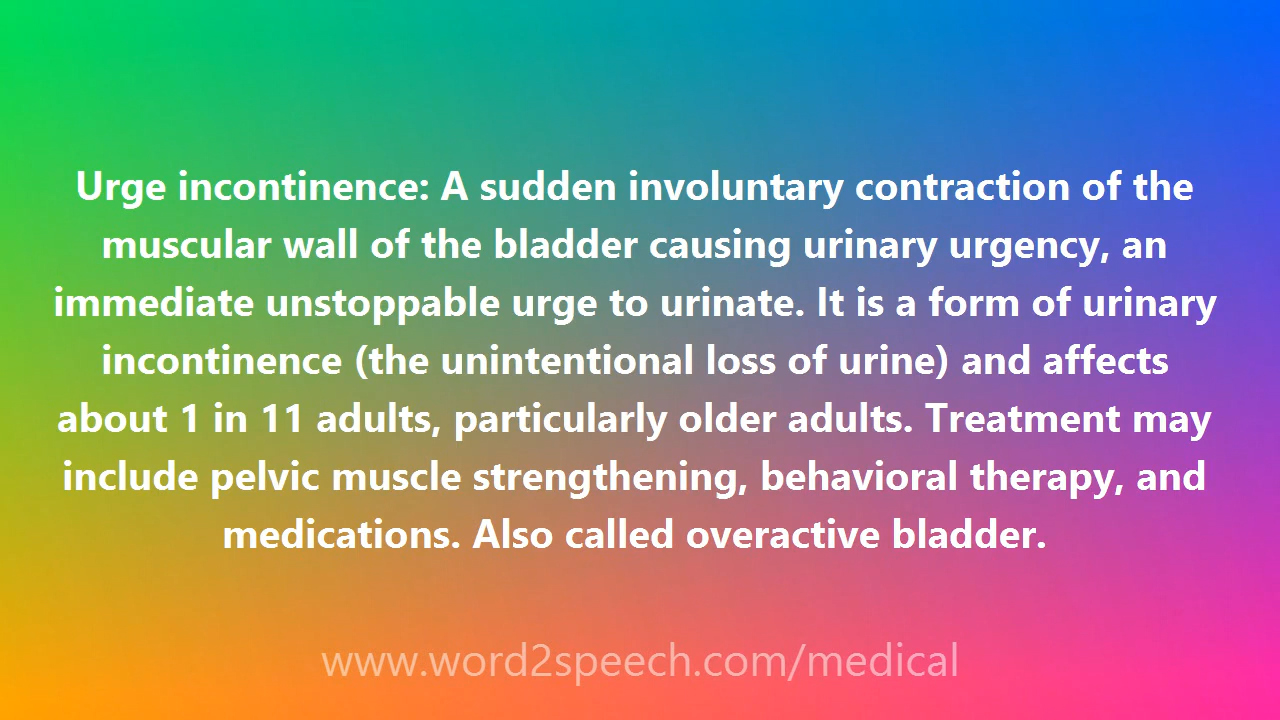 Urge incontinence: A sudden involuntary contraction of the
muscular wall of the bladder causing urinary urgency, an
immediate unstoppable urge to urinate. It is a form of urinary
incontinence (the unintentional loss of urine) and affects
about 1 in 11 adults, particularly older adults. Treatment may
include pelvic muscle strengthening, behavioral therapy, and
medications. Also called overactive bladder.
www.word2speech.com/medical